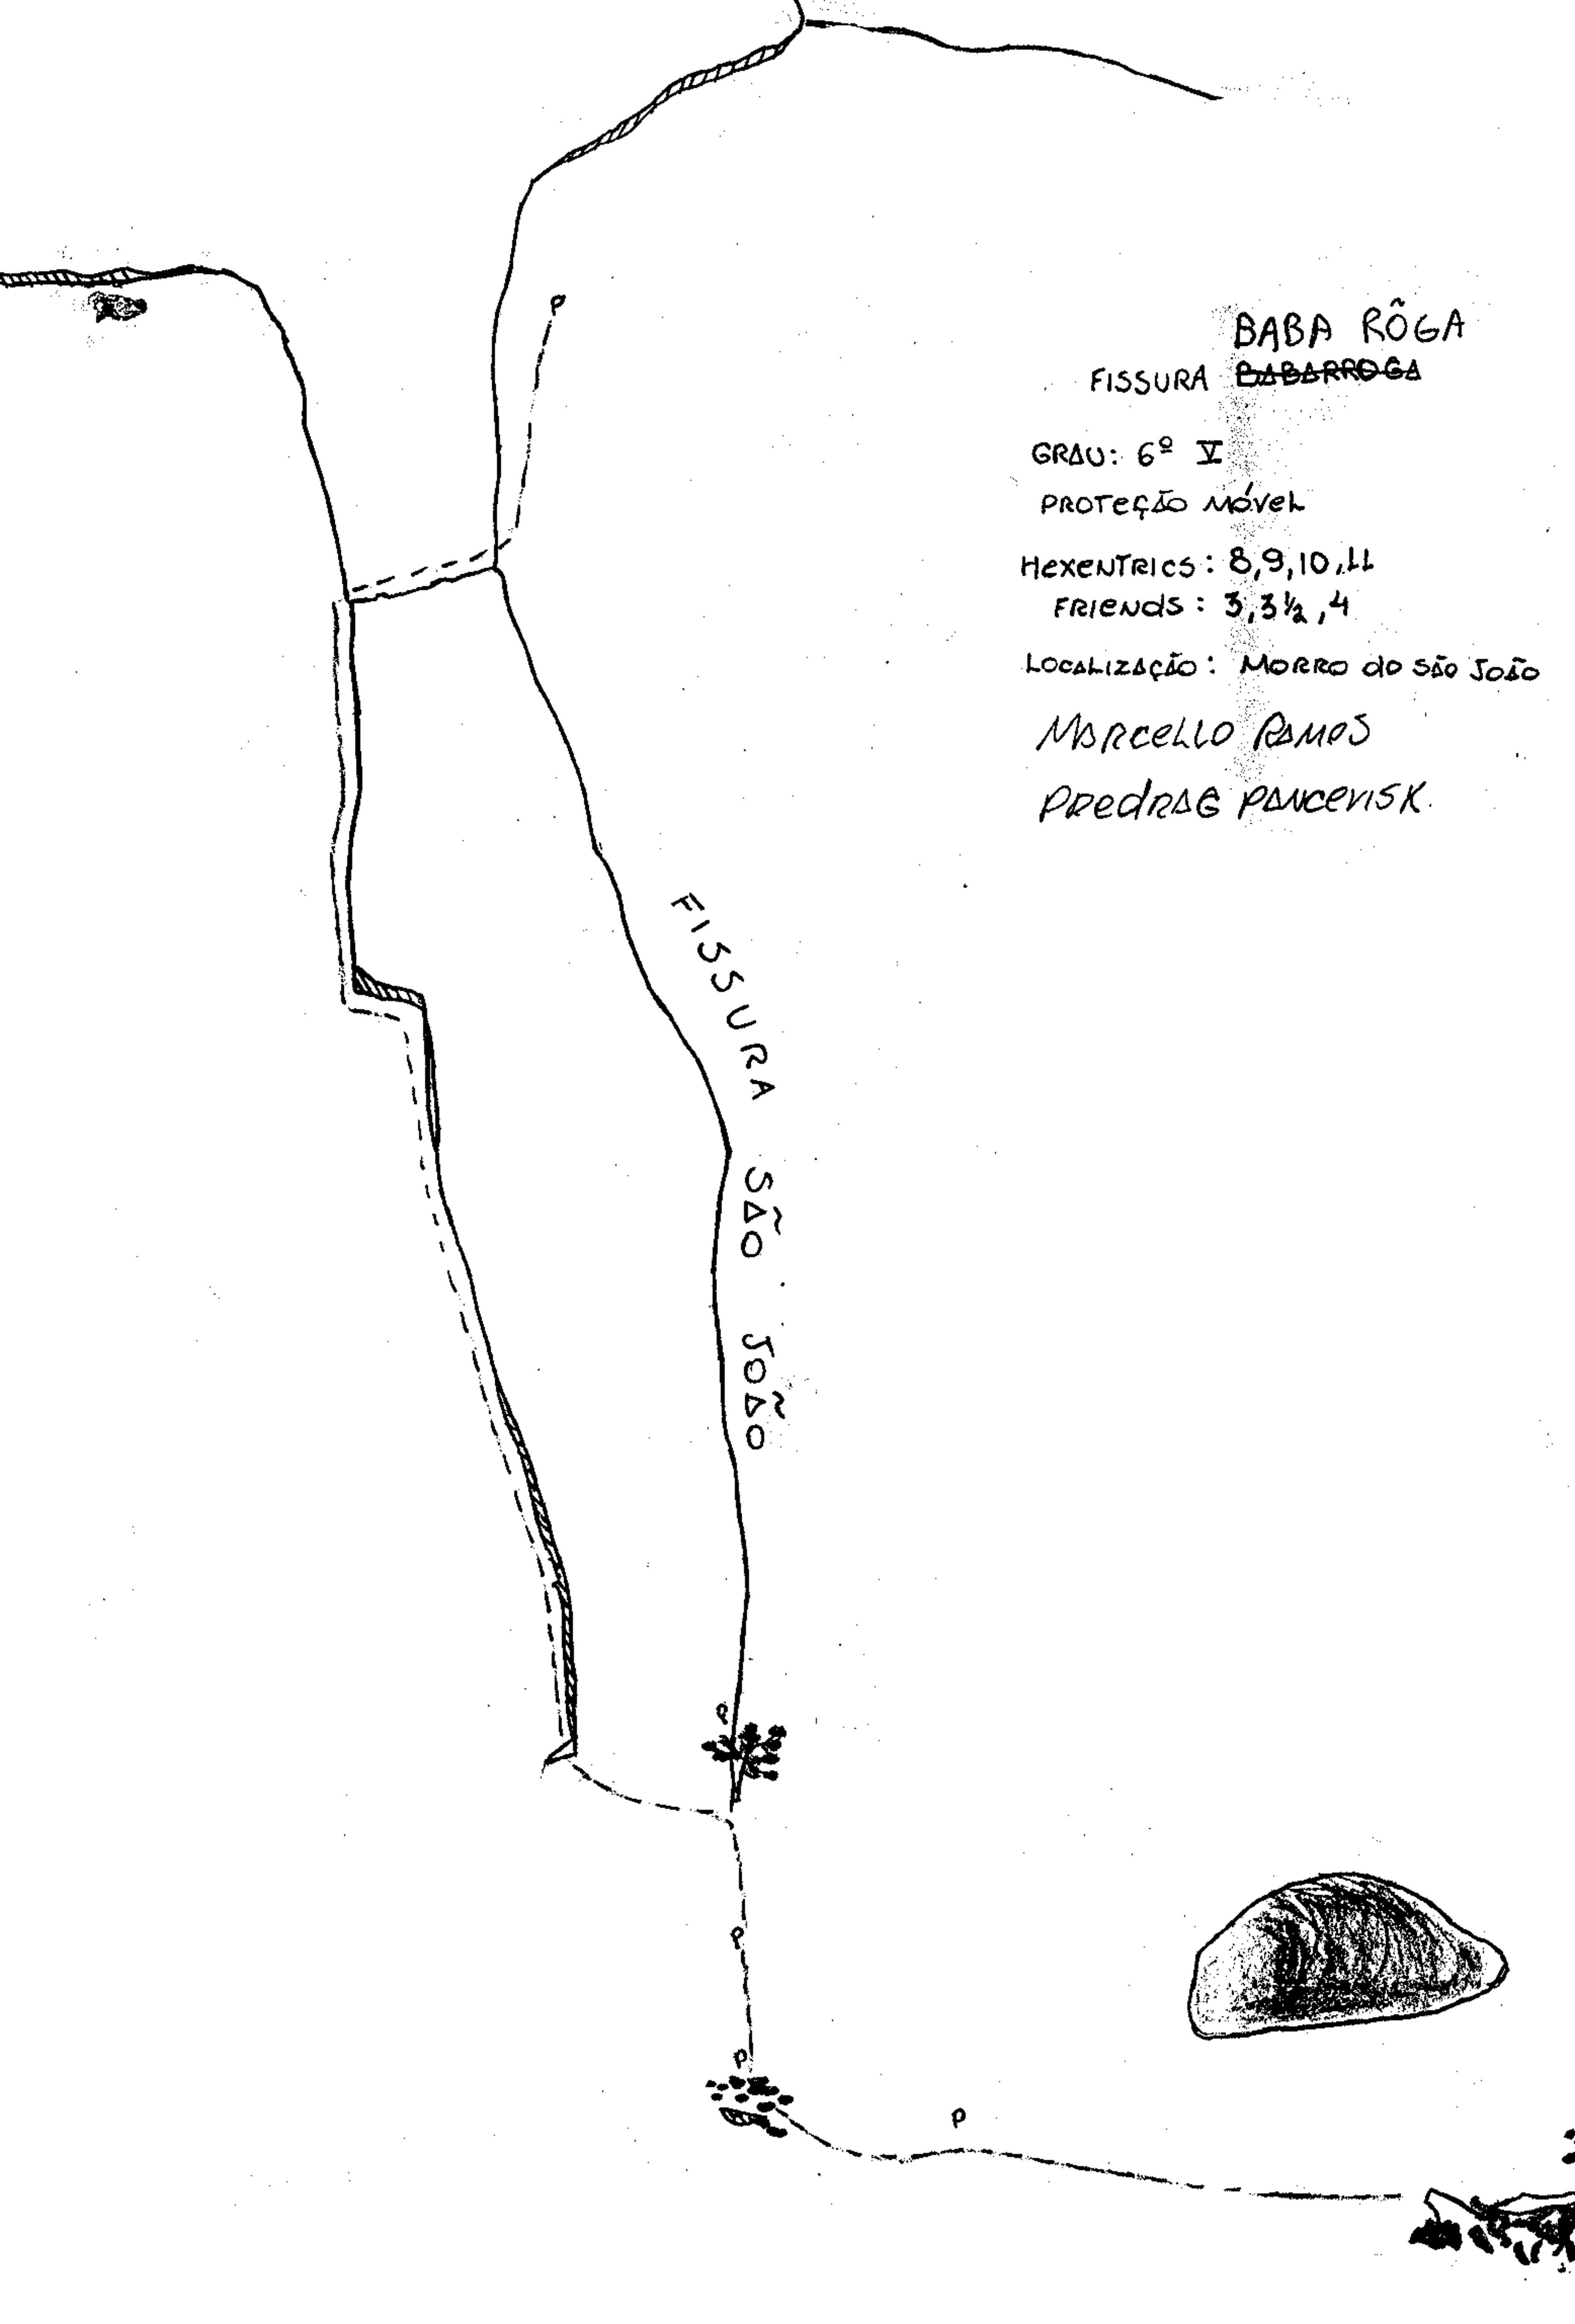 P
BABA RÔGA
FISSURA BABARROGA
GRAU: 6º V
PROTEÇÃO MÓVEL
HEXENTRICS: 8,9,10,11
FRIENDS: 3,3½,4
LOCALIZAÇÃO: MORRO do SÃO JOÃO
MARCELLO RAMOS
PREDRAG PANCEVISK.
FISSURA SÃO JOÃO
P
P
P
P